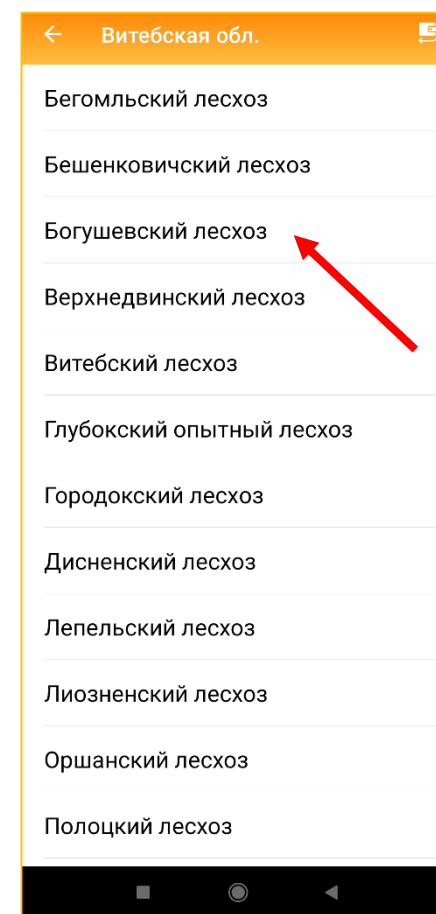 Витебская обл.
Бегомльский лесхоз
Бешенковичский лесхоз
Богушевский лесхоз
Верхнедвинский лесхоз
Витебский лесхоз
Глубокский опытный лесхоз
Городокский лесхоз
Дисненский лесхоз
Лепельский лесхоз
Лиозненский лесхоз
Оршанский лесхоз
Полоцкий лесхоз